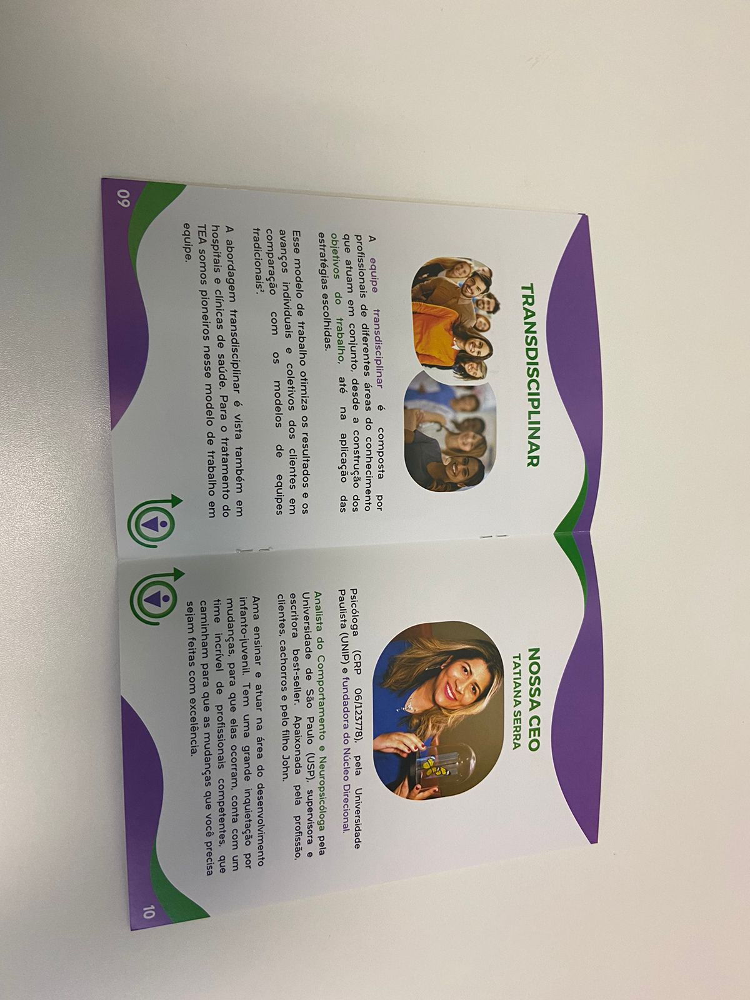 TRANSDISCIPLINAR
A equipe transdisciplinar é composta por
profissionais de diferentes áreas do conhecimento
que atuam em conjunto, desde a construção dos
objetivos do trabalho, até na aplicação das
estratégias escolhidas.
Esse modelo de trabalho otimiza os resultados e os
avanços individuais e coletivos dos clientes em
comparação com os modelos de equipes
tradicionais².
A abordagem transdisciplinar é vista também em
hospitais e clínicas de saúde. Para o tratamento do
TEA somos pioneiros nesse modelo de trabalho em
equipe.
09
NOSSA CEO
TATIANA SERRA
Psicóloga (CRP 06/123778), pela Universidade
Paulista (UNIP) e fundadora do Núcleo Direcional.
Analista do Comportamento e Neuropsicóloga pela
Universidade de São Paulo (USP), supervisora e
escritora best-seller. Apaixonada pela profissão,
clientes, cachorros e pelo filho John.
Ama ensinar e atuar na área do desenvolvimento
infanto-juvenil. Tem uma grande inquietação por
mudanças, para que elas ocorram, conta com um
time incrível de profissionais competentes, que
caminham para que as mudanças que você precisa
sejam feitas com excelência.
10